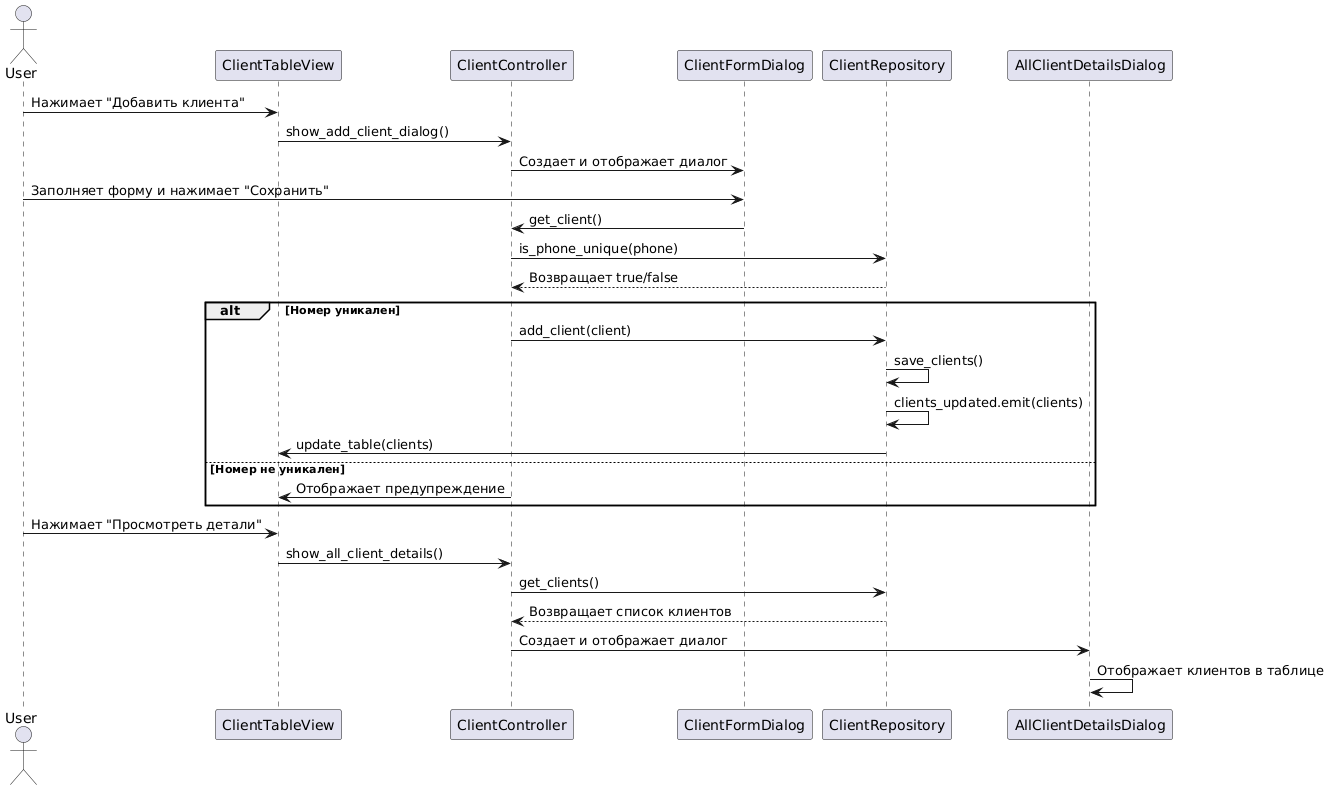 User
ClientTableView
ClientController
ClientFormDialog
ClientRepository
AllClientDetailsDialog
Нажимает "Добавить клиента"
show_add_client_dialog()
Создает и отображает диалог
Заполняет форму и нажимает "Сохранить"
get_client()
is_phone_unique(phone)
Возвращает true/false
alt
[Номер уникален]
add_client(client)
save_clients()
clients_updated.emit(clients)
update_table(clients)
[Номер не уникален]
Отображает предупреждение
Нажимает "Просмотреть детали"
show_all_client_details()
get_clients()
Возвращает список клиентов
Создает и отображает диалог
Отображает клиентов в таблице
User
ClientTableView
ClientController
ClientFormDialog
ClientRepository
AllClientDetailsDialog